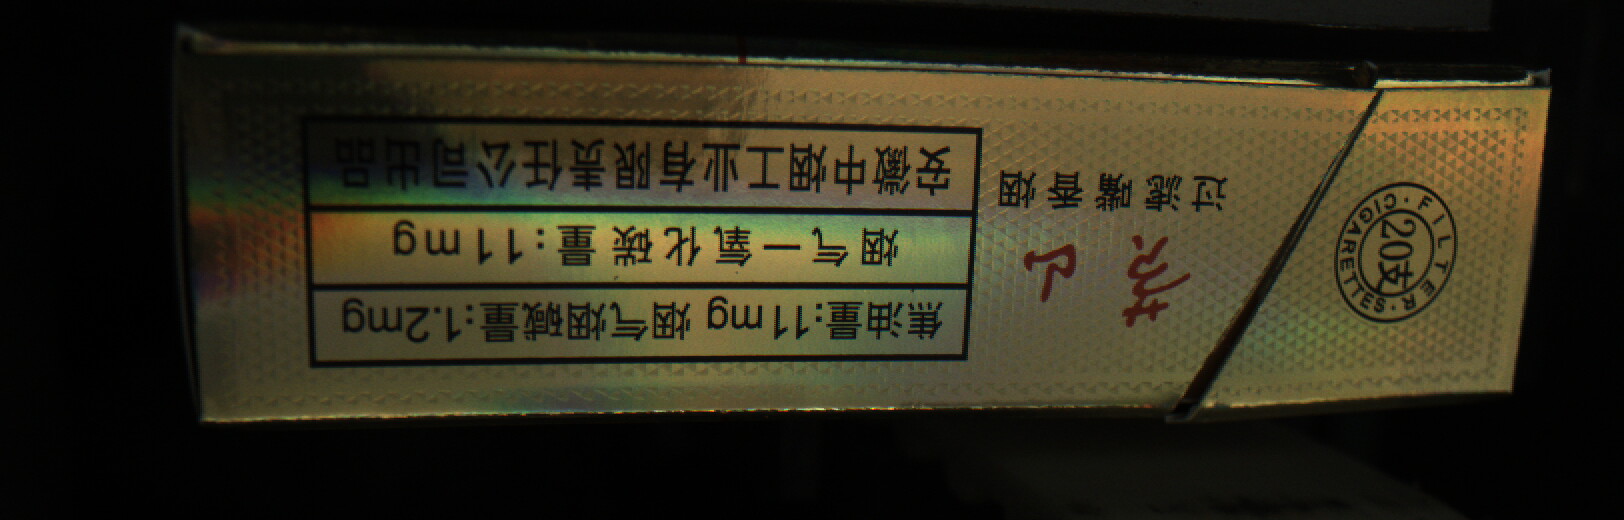 FILTER·CIGARETTES·
20支
黄山
过滤嘴香烟
焦油量:11mg 烟气烟碱量:1.2mg
烟气一氧化碳量:11mg
安徽中烟工业有限责任公司出品